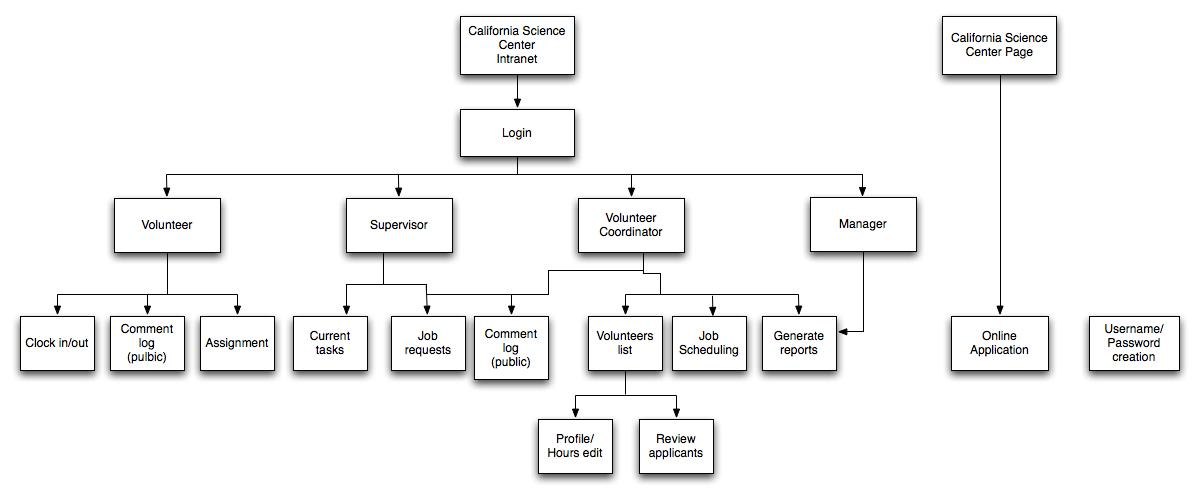 California Science
Center
Intranet
California Science
Center Page
Login
Volunteer
Supervisor
Volunteer
Coordinator
Manager
Clock in/out
Comment
log
(pulbic)
Assignment
Current
tasks
Job
requests
Comment
log
(public)
Volunteers
list
Job
Scheduling
Generate
reports
Online
Application
Username/
Password
creation
Profile/
Hours edit
Review
applicants